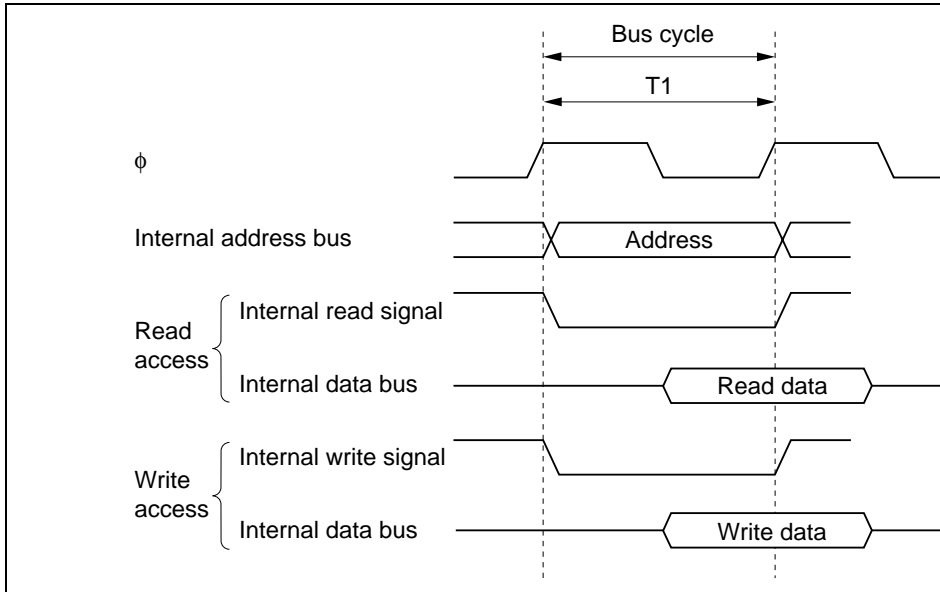 Bus cycle
T1
ϕ
Internal address bus
Address
Read
access
Internal read signal
Internal data bus
Read data
Write
access
Internal write signal
Internal data bus
Write data